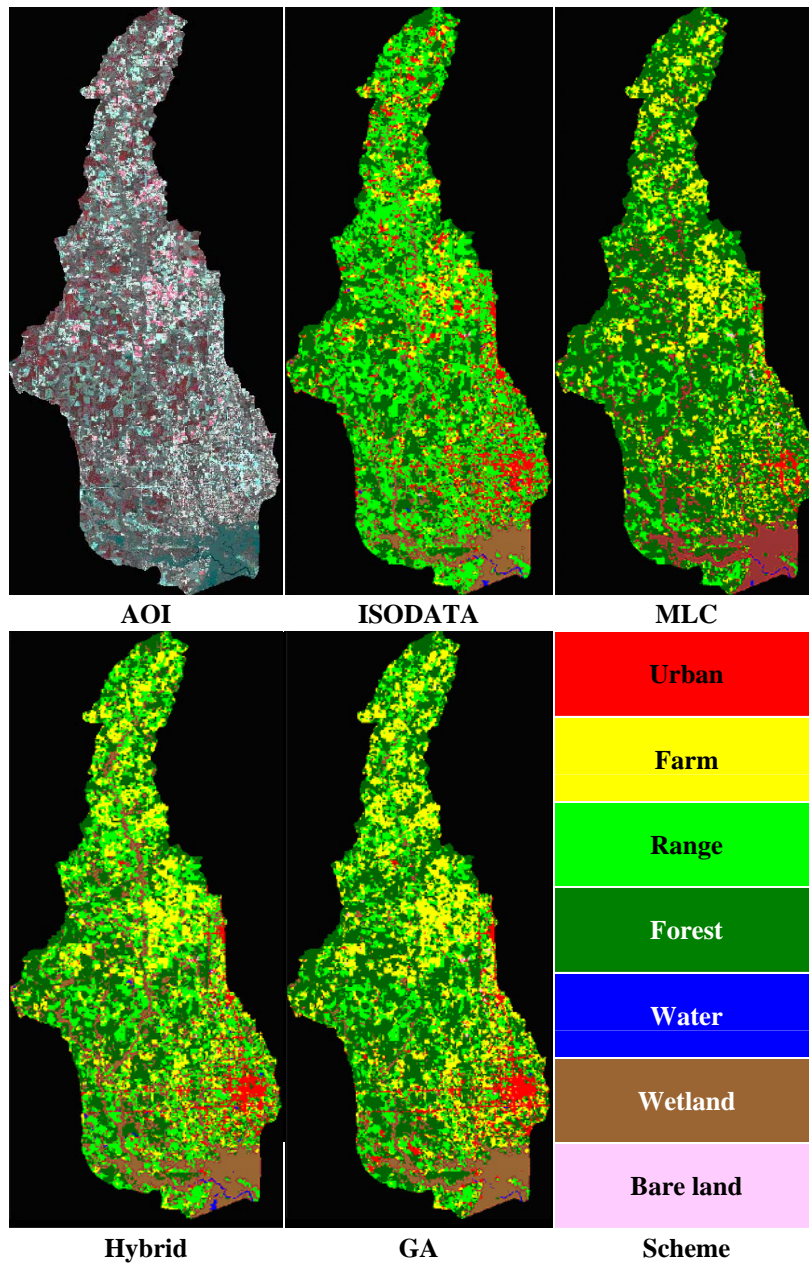 AOI
ISODATA
MLC
Urban
Farm
Range
Forest
Water
Wetland
Bare land
Hybrid
GA
Scheme